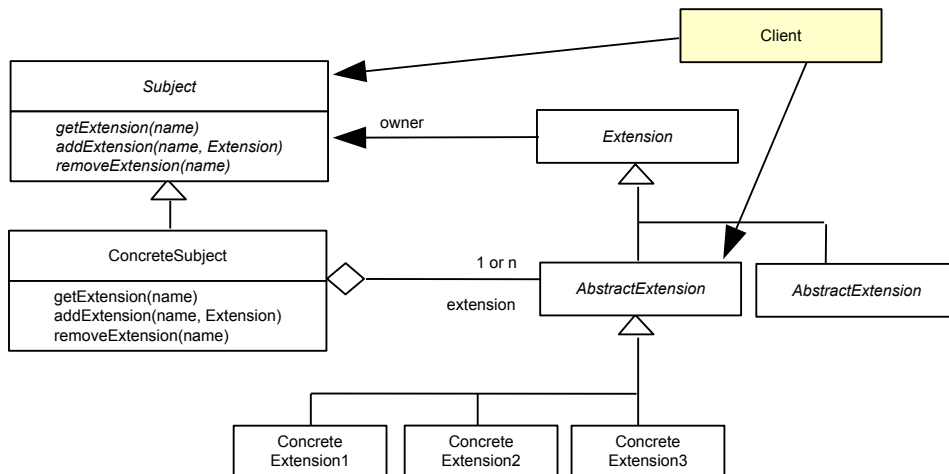 Client
Subject
getExtension(name)
addExtension(name, Extension)
removeExtension(name)
owner
Extension
ConcreteSubject
getExtension(name)
addExtension(name, Extension)
removeExtension(name)
1 or n
extension
AbstractExtension
AbstractExtension
Concrete
Extension1
Concrete
Extension2
Concrete
Extension3